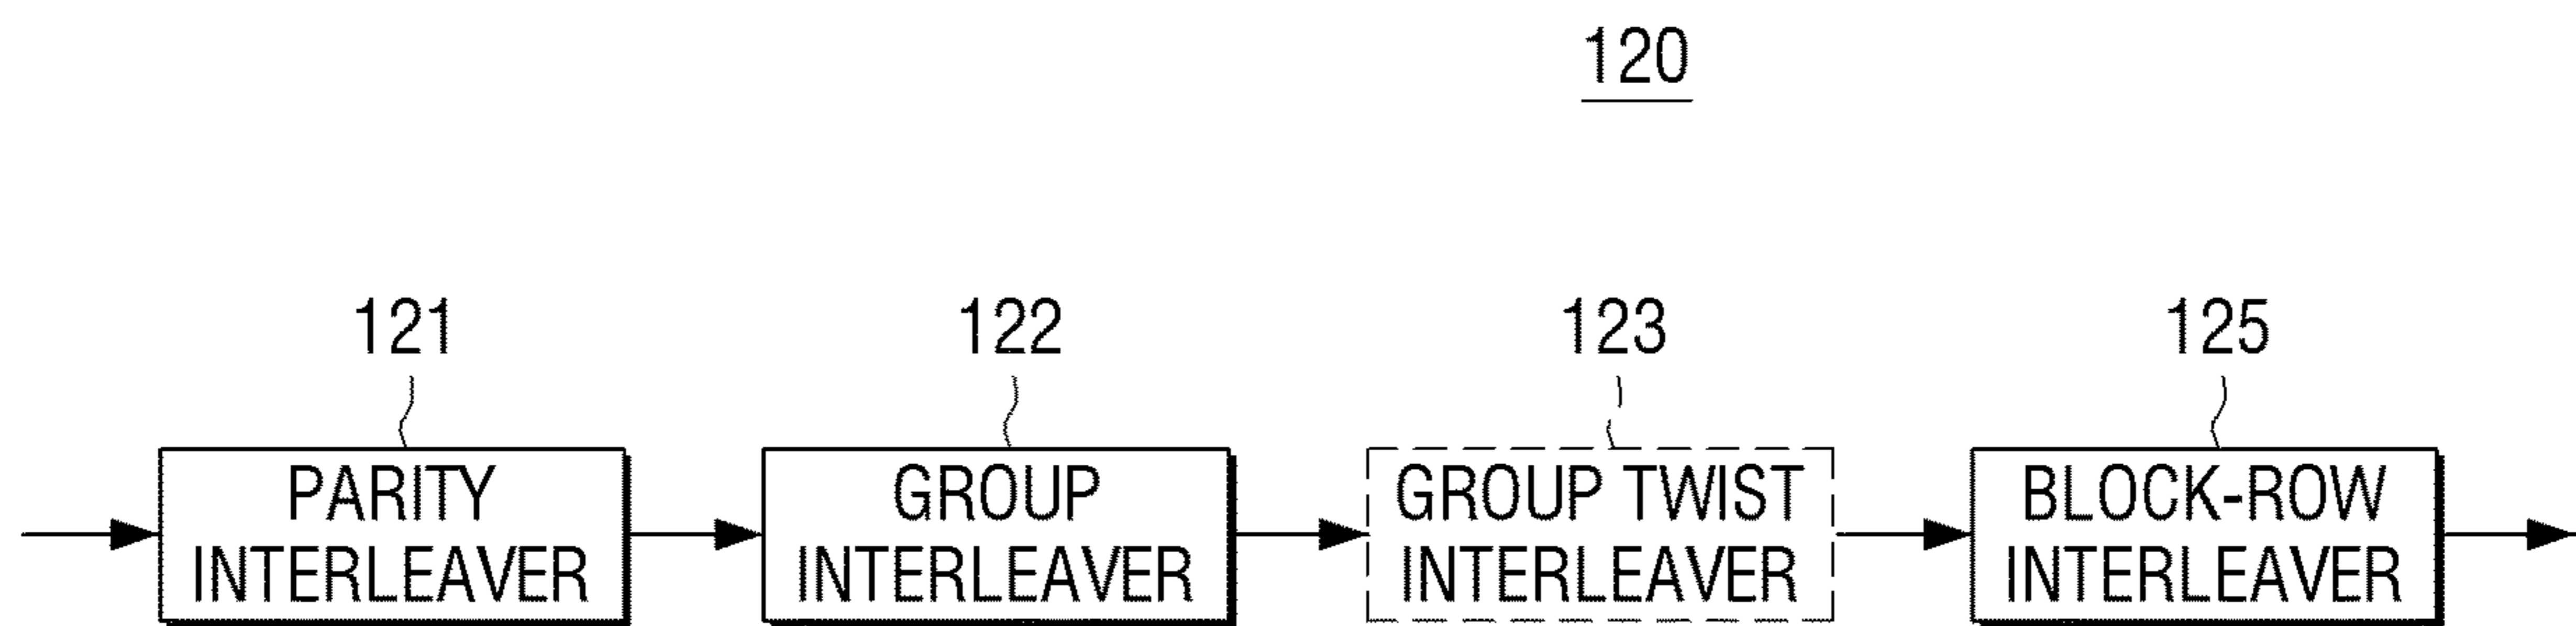 120
121
122
123
125
PARITY
INTERLEAVER
GROUP
INTERLEAVER
GROUP TWIST
INTERLEAVER
BLOCK-ROW
INTERLEAVER